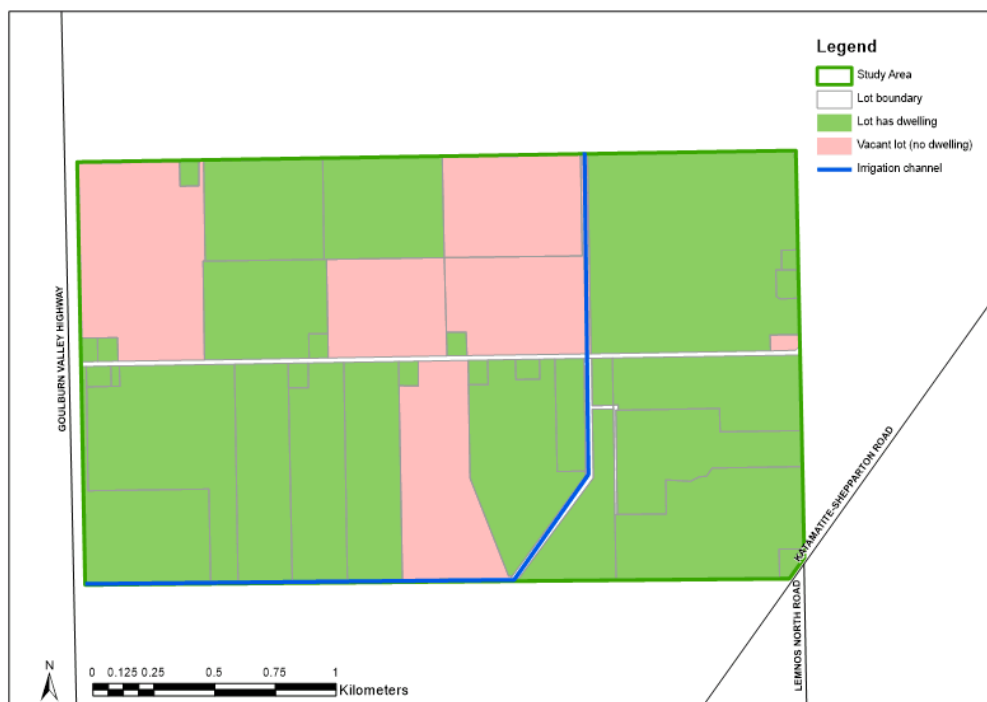 Legend
Study Area
Lot boundary
Lot has dwelling
Vacant lot (no dwelling)
Irrigation channel
GOULBURN VALLEY HIGHWAY
KATAMATITE-SHEPPARTON ROAD
LEMNOS NORTH ROAD
N
0 0.125 0.25 0.5 0.75 1
Kilometers